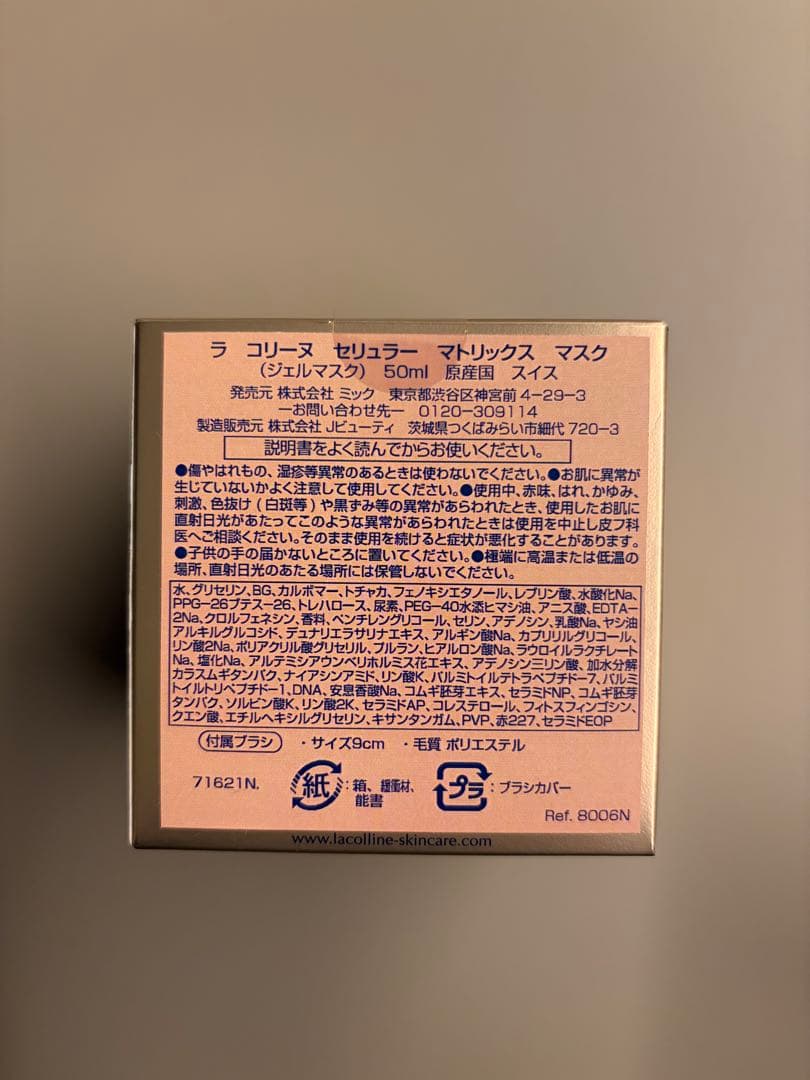 ラ コリーヌ セリュラー マトリックス マスク
(ジェルマスク) 50ml 原産国 スイス
発売元 株式会社 ミック 東京都渋谷区神宮前 4-29-3
―お問い合わせ先― 0120-309114
製造販売元 株式会社 Jビューティ 茨城県つくばみらい市細代 720-3
説明書をよく読んでからお使いください。
●傷やはれもの、湿疹等異常のあるときは使わないでください。●お肌に異常が
生じていないかよく注意して使用してください。●使用中、赤味、はれ、かゆみ、
刺激、色抜け(白斑等)や黒ずみ等の異常があらわれたとき、使用したお肌に
直射日光があたってこのような異常があらわれたときは使用を中止し皮フ科
医へご相談ください。そのまま使用を続けると症状が悪化することがあります。
●子供の手の届かないところに置いてください。●極端に高温または低温の
場所、直射日光のあたる場所には保管しないでください。
水、グリセリン、BG、カルボマー、トチャカ、フェノキシエタノール、レブリン酸、水酸化Na、
PPG-26ブテス-26、トレハロース、尿素、PEG-40水添ヒマシ油、アニス酸、EDTA-
2Na、クロルフェネシン、香料、ペンチレングリコール、セリン、アデノシン、乳酸Na、ヤシ油
アルキルグルコシド、デュナリエラサリナエキス、アルギン酸Na、カプリリルグリコール、
リン酸2Na、ポリアクリル酸グリセリル、プルラン、ヒアルロン酸Na、ラウロイルラクチレート
Na、塩化Na、アルテミシアウンベリホルミス花エキス、アデノシン三リン酸、加水分解
カラスムギタンパク、ナイアシンアミド、リン酸K、パルミトイルテトラペプチド-7、パルミ
トイルトリペプチド-1、DNA、安息香酸Na、コムギ胚芽エキス、セラミドNP、コムギ胚芽
タンパク、ソルビン酸K、リン酸2K、セラミドAP、コレステロール、フィトスフィンゴシン、
クエン酸、エチルヘキシルグリセリン、キサンタンガム、PVP、赤227、セラミドEOP
付属ブラシ ・サイズ9cm ・毛質 ポリエステル
71621N.
紙 :箱、緩衝材、
能書
プラ :ブラシカバー
Ref. 8006N
www.lacolline-skincare.com